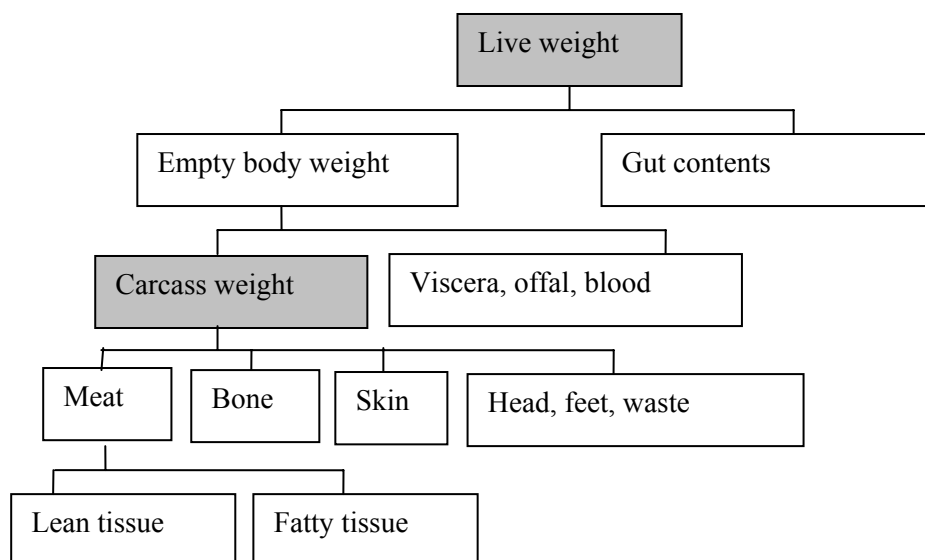 Live weight
Empty body weight
Gut contents
Carcass weight
Viscera, offal, blood
Meat
Bone
Skin
Head, feet, waste
Lean tissue
Fatty tissue